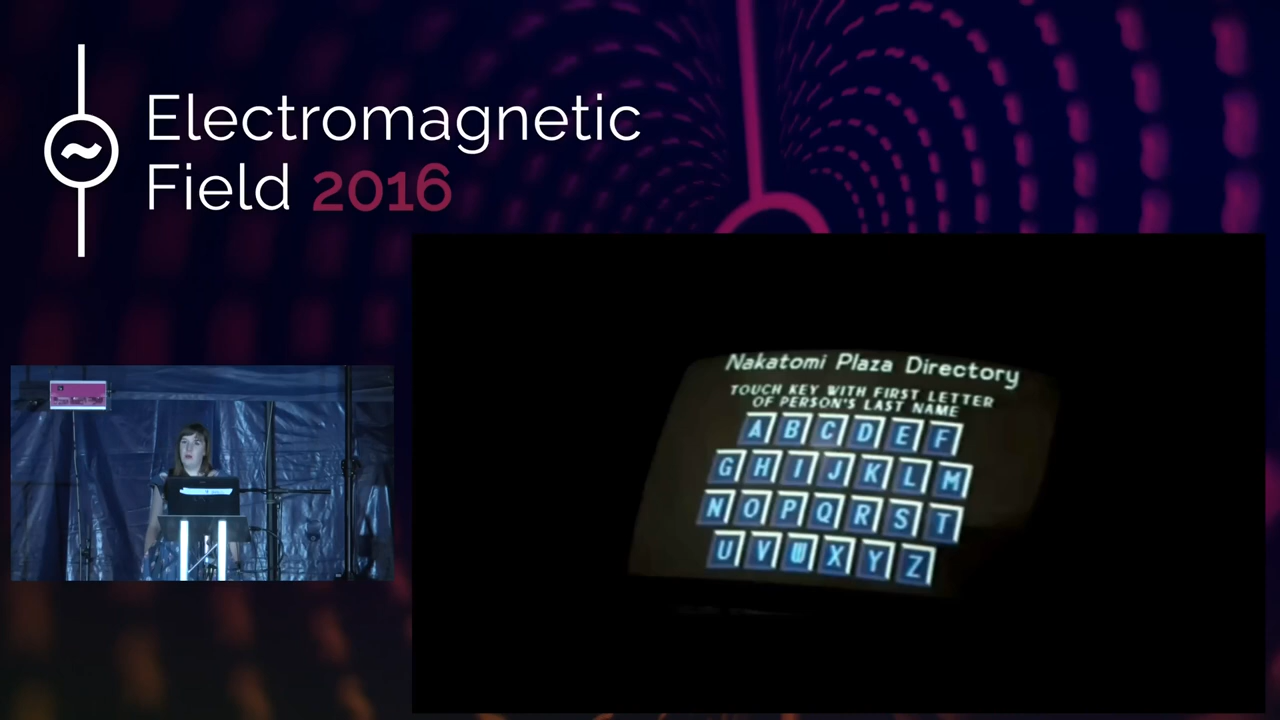 Electromagnetic
Field 2016
Nakatomi Plaza Directory
TOUCH KEY WITH FIRST LETTER
OF PERSON'S LAST NAME
A B C D E F
G H I J K L M
N O P Q R S T
U V W X Y Z